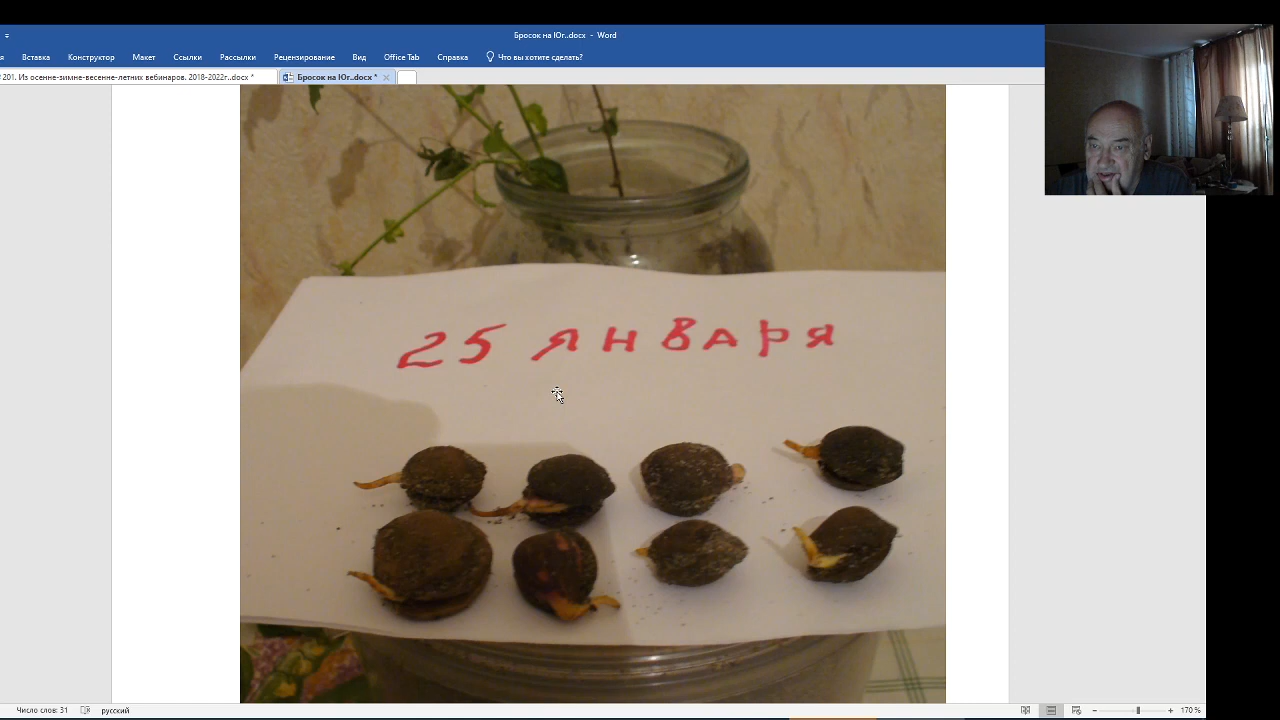 Бросок на Юг..docx - Word
я Вставка Конструктор Макет Ссылки Рассылки Рецензирование Вид Office Tab Справка Что вы хотите сделать?
201. Из осенне-зимне-весенне-летних вебинаров. 2018-2022г..docx * Бросок на Юг..docx *
25 ЯНВАРЯ
Число слов: 31 русский 170 %